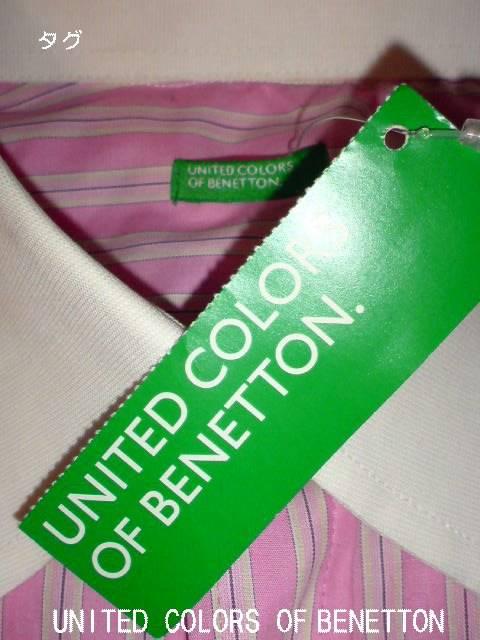 タグ
UNITED COLORS
OF BENETTON.
UNITED COLORS
OF BENETTON.
UNITED COLORS OF BENETTON